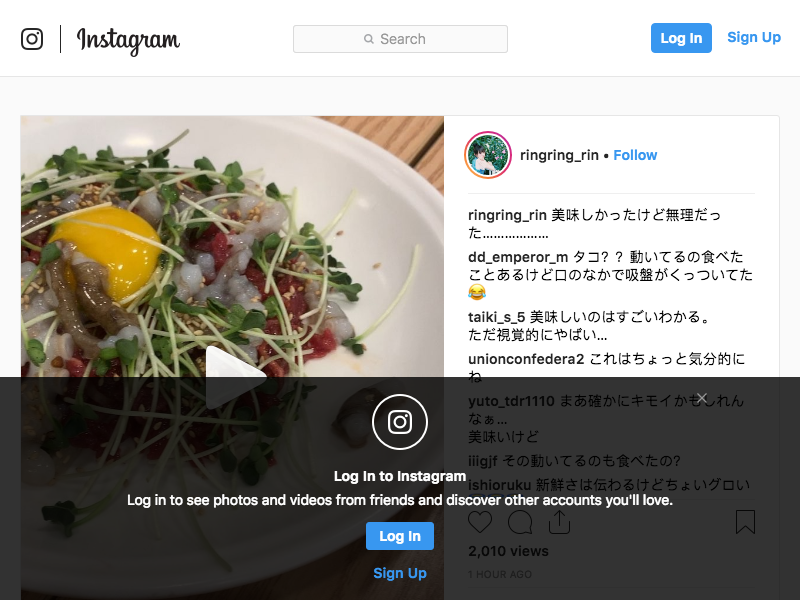 Instagram
Search
Log In
Sign Up
ringring_rin • Follow
ringring_rin 美味しかったけど無理だっ
た………………
dd_emperor_m タコ？？動いてるの食べた
ことあるけど口のなかで吸盤がくっついてた
😂
taiki_s_5 美味しいのはすごいわかる。
ただ視覚的にやばい...
unionconfedera2 これはちょっと気分的に
ね
yuto_tdr1110 まあ確かにキモイかもしれん
なぁ...
美味いけど
iiigjf その動いてるのも食べたの?
ishioruku 新鮮さは伝わるけどちょいグロい
2,010 views
1 HOUR AGO
Log In to Instagram
Log in to see photos and videos from friends and discover other accounts you'll love.
Log In
Sign Up